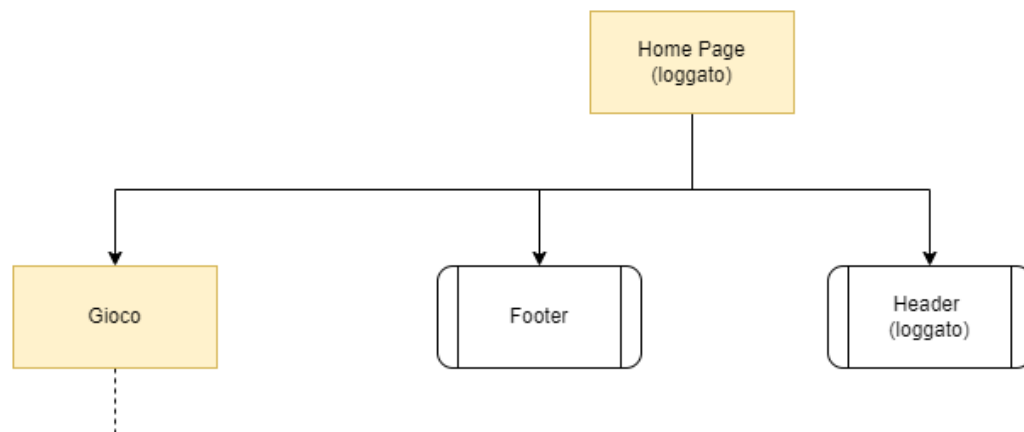 Home Page
(loggato)
Gioco
Footer
Header
(loggato)